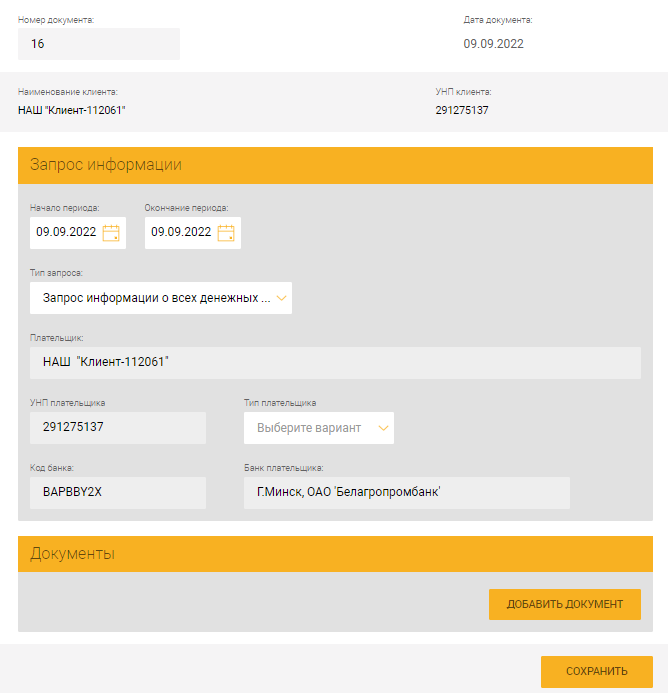 Номер документа: Дата документа:
16 09.09.2022
Наименование клиента: УНП клиента:
НАШ "Клиент-112061" 291275137
Запрос информации
Начало периода: Окончание периода:
09.09.2022 09.09.2022
Тип запроса:
Запрос информации о всех денежных ...
Плательщик:
НАШ "Клиент-112061"
УНП плательщика Тип плательщика
291275137 Выберите вариант
Код банка: Банк плательщика:
BAPBBY2X Г.Минск, ОАО 'Белагропромбанк'
Документы
ДОБАВИТЬ ДОКУМЕНТ
СОХРАНИТЬ